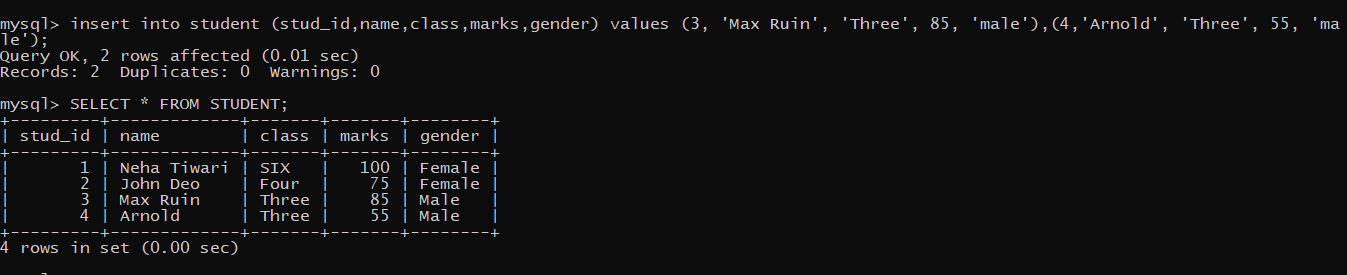 mysql> insert into student (stud_id,name,class,marks,gender) values (3, 'Max Ruin', 'Three', 85, 'male'),(4,'Arnold', 'Three', 55, 'ma
le');
Query OK, 2 rows affected (0.01 sec)
Records: 2  Duplicates: 0  Warnings: 0

mysql> SELECT * FROM STUDENT;
+---------+-------------+-------+-------+--------+
| stud_id | name        | class | marks | gender |
+---------+-------------+-------+-------+--------+
|       1 | Neha Tiwari | SIX   |   100 | Female |
|       2 | John Deo    | Four  |    75 | Female |
|       3 | Max Ruin    | Three |    85 | Male   |
|       4 | Arnold      | Three |    55 | Male   |
+---------+-------------+-------+-------+--------+
4 rows in set (0.00 sec)